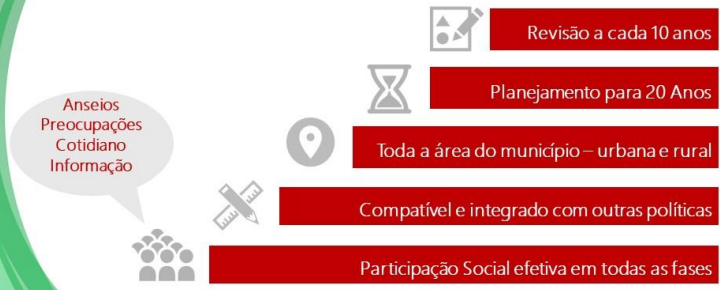 Revisão a cada 10 anos
Planejamento para 20 Anos
Anseios
Preocupações
Cotidiano
Informação
Toda a área do município – urbana e rural
Compatível e integrado com outras políticas
Participação Social efetiva em todas as fases